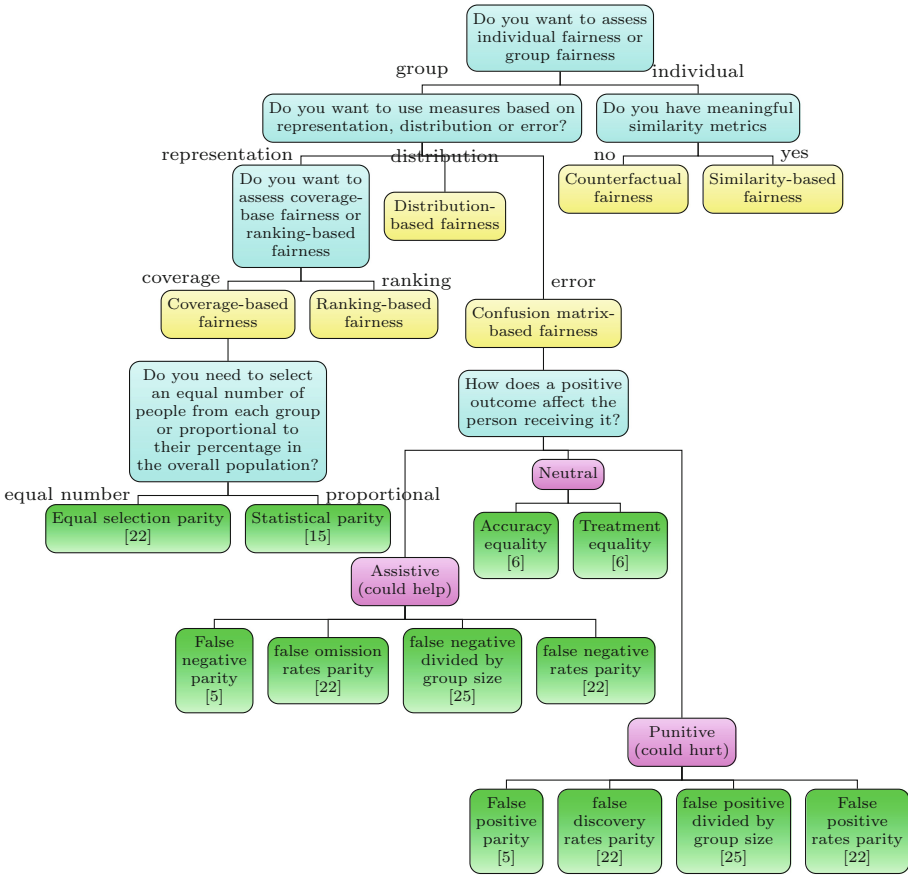 Do you want to assess
individual fairness or
group fairness
group
individual
Do you want to use measures based on
representation, distribution or error?
Do you have meaningful
similarity metrics
representation
distribution
no
yes
Do you want to
assess coverage-
base fairness or
ranking-based
fairness
Distribution-
based fairness
Counterfactual
fairness
Similarity-based
fairness
coverage
ranking
error
Coverage-based
fairness
Ranking-based
fairness
Confusion matrix-
based fairness
Do you need to select
an equal number of
people from each group
or proportional to
their percentage in
the overall population?
How does a positive
outcome affect the
person receiving it?
equal number
proportional
Neutral
Equal selection parity
[22]
Statistical parity
[15]
Accuracy
equality
[6]
Treatment
equality
[6]
Assistive
(could help)
False
negative
parity
[5]
false omission
rates parity
[22]
false negative
divided by
group size
[25]
false negative
rates parity
[22]
Punitive
(could hurt)
False
positive
parity
[5]
false
discovery
rates parity
[22]
false positive
divided by
group size
[25]
False
positive
rates parity
[22]